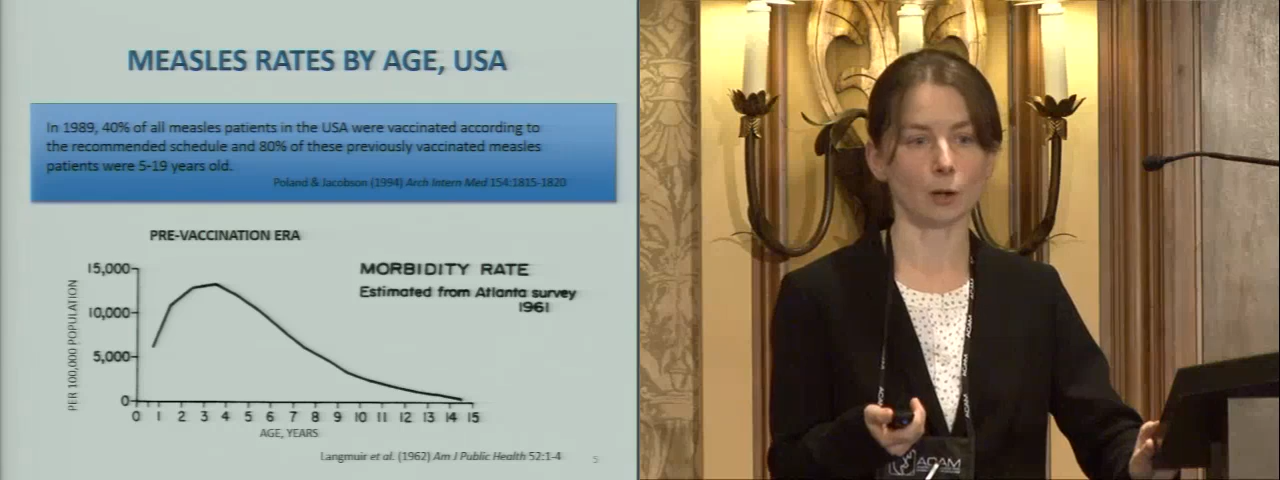 MEASLES RATES BY AGE, USA
In 1989, 40% of all measles patients in the USA were vaccinated according to
the recommended schedule and 80% of these previously vaccinated measles
patients were 5-19 years old.
Poland & Jacobson (1994) Arch Intern Med 154:1815-1820
PRE-VACCINATION ERA
MORBIDITY RATE
Estimated from Atlanta survey
1961
PER 100,000 POPULATION
15,000
10,000
5,000
0
0 1 2 3 4 5 6 7 8 9 10 11 12 13 14 15
AGE, YEARS
Langmuir et al. (1962) Am J Public Health 52:1-4
5
ACAM
ACAM
ACAM